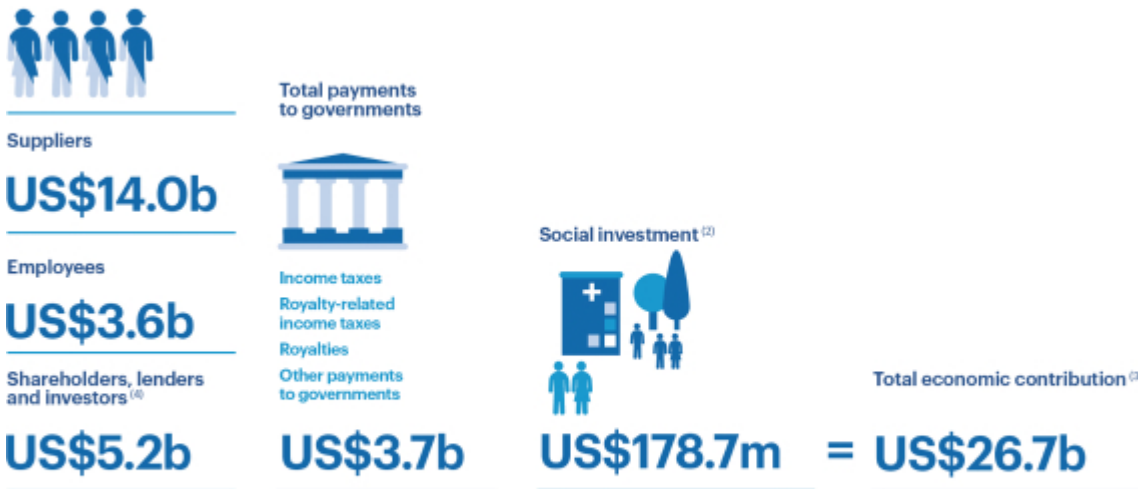 Suppliers
US$14.0b
Employees
US$3.6b
Shareholders, lenders
and investors (4)
US$5.2b
Total payments
to governments
Income taxes
Royalty-related
income taxes
Royalties
Other payments
to governments
US$3.7b
Social investment (2)
US$178.7m
=
Total economic contribution
US$26.7b